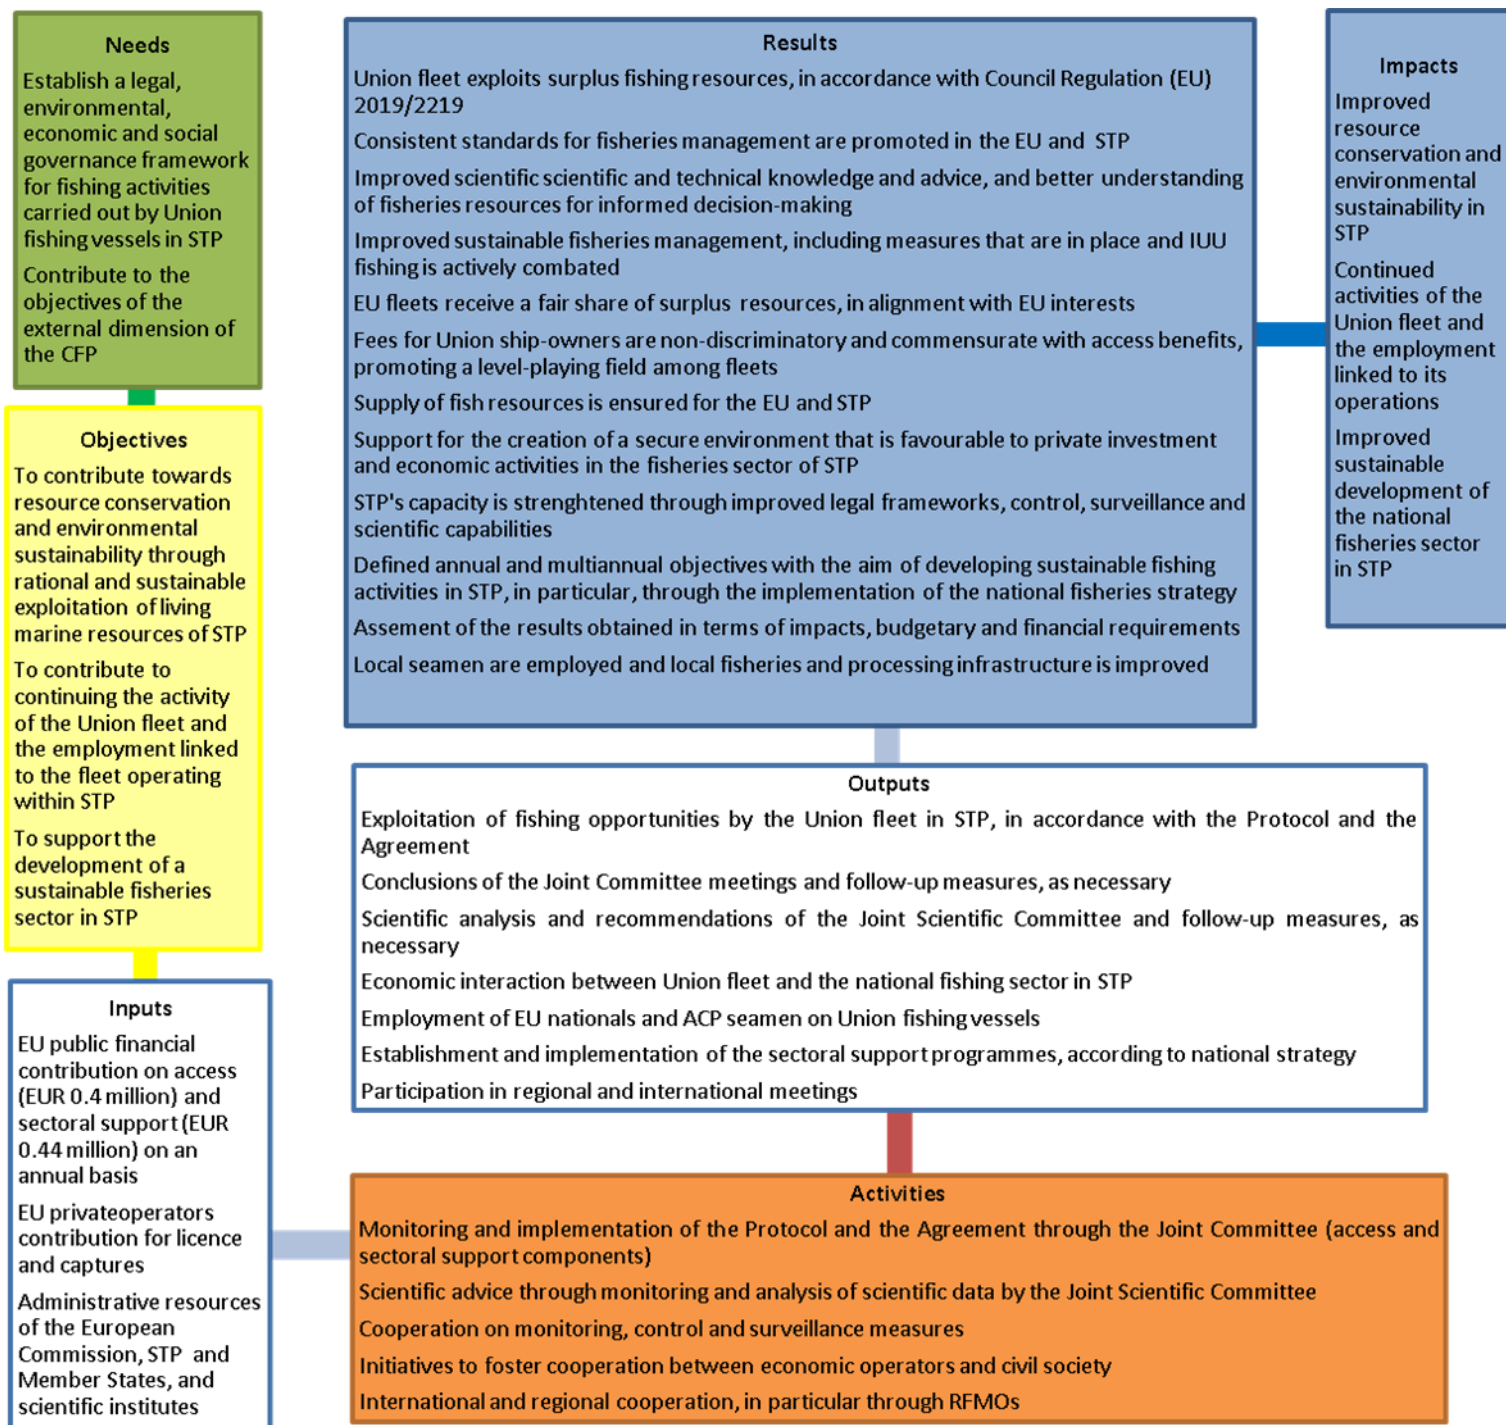 Needs
Establish a legal,
environmental,
economic and social
governance framework
for fishing activities
carried out by Union
fishing vessels in STP
Contribute to the
objectives of the
external dimension of
the CFP
Objectives
To contribute towards
resource conservation
and environmental
sustainability through
rational and sustainable
exploitation of living
marine resources of STP
To contribute to
continuing the activity
of the Union fleet and
the employment linked
to the fleet operating
within STP
To support the
development of a
sustainable fisheries
sector in STP
Inputs
EU public financial
contribution on access
(EUR 0.4 million) and
sectoral support (EUR
0.44 million) on an
annual basis
EU privateoperators
contribution for licence
and captures
Administrative resources
of the European
Commission, STP and
Member States, and
scientific institutes
Activities
Monitoring and implementation of the Protocol and the Agreement through the Joint Committee (access and
sectoral support components)
Scientific advice through monitoring and analysis of scientific data by the Joint Scientific Committee
Cooperation on monitoring, control and surveillance measures
Initiatives to foster cooperation between economic operators and civil society
International and regional cooperation, in particular through RFMOs
Outputs
Exploitation of fishing opportunities by the Union fleet in STP, in accordance with the Protocol and the
Agreement
Conclusions of the Joint Committee meetings and follow-up measures, as necessary
Scientific analysis and recommendations of the Joint Scientific Committee and follow-up measures, as
necessary
Economic interaction between Union fleet and the national fishing sector in STP
Employment of EU nationals and ACP seamen on Union fishing vessels
Establishment and implementation of the sectoral support programmes, according to national strategy
Participation in regional and international meetings
Results
Union fleet exploits surplus fishing resources, in accordance with Council Regulation (EU)
2019/2219
Consistent standards for fisheries management are promoted in the EU and STP
Improved scientific scientific and technical knowledge and advice, and better understanding
of fisheries resources for informed decision-making
Improved sustainable fisheries management, including measures that are in place and IUU
fishing is actively combated
EU fleets receive a fair share of surplus resources, in alignment with EU interests
Fees for Union ship-owners are non-discriminatory and commensurate with access benefits,
promoting a level-playing field among fleets
Supply of fish resources is ensured for the EU and STP
Support for the creation of a secure environment that is favourable to private investment
and economic activities in the fisheries sector of STP
STP's capacity is strenghtened through improved legal frameworks, control, surveillance and
scientific capabilities
Defined annual and multiannual objectives with the aim of developing sustainable fishing
activities in STP, in particular, through the implementation of the national fisheries strategy
Assement of the results obtained in terms of impacts, budgetary and financial requirements
Local seamen are employed and local fisheries and processing infrastructure is improved
Impacts
Improved
resource
conservation and
environmental
sustainability in
STP
Continued
activities of the
Union fleet and
the employment
linked to its
operations
Improved
sustainable
development of
the national
fisheries sector
in STP